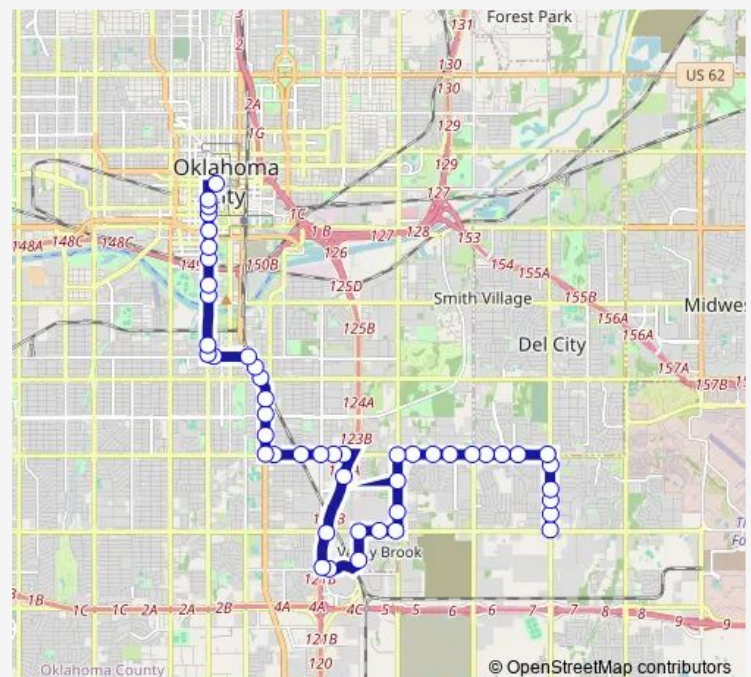 Forest Park
131
3
2
130
130
US 62
2A
129
1G
129
Oklahoma
City
127
1C
1B
127
128
153
148A
148C
148C
126
154
149
150B
155A
125D
155B
Smith Village
Midwes
125B
156A
156A
Del City
157A
157B
124A
123B
Valley Brook
1B
1C
1C
2A
2A
2B
4A
4A
4C
5
5
6
6
6
7
7
8
9
9
121B
120
Oklahoma County
© OpenStreetMap contributors